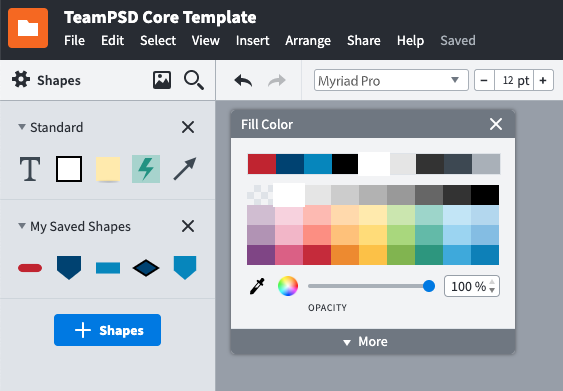 TeamPSD Core Template
File Edit Select View Insert Arrange Share Help Saved
Shapes
Myriad Pro
− 12 pt +
Standard
T
My Saved Shapes
+ Shapes
Fill Color
100 %
OPACITY
More